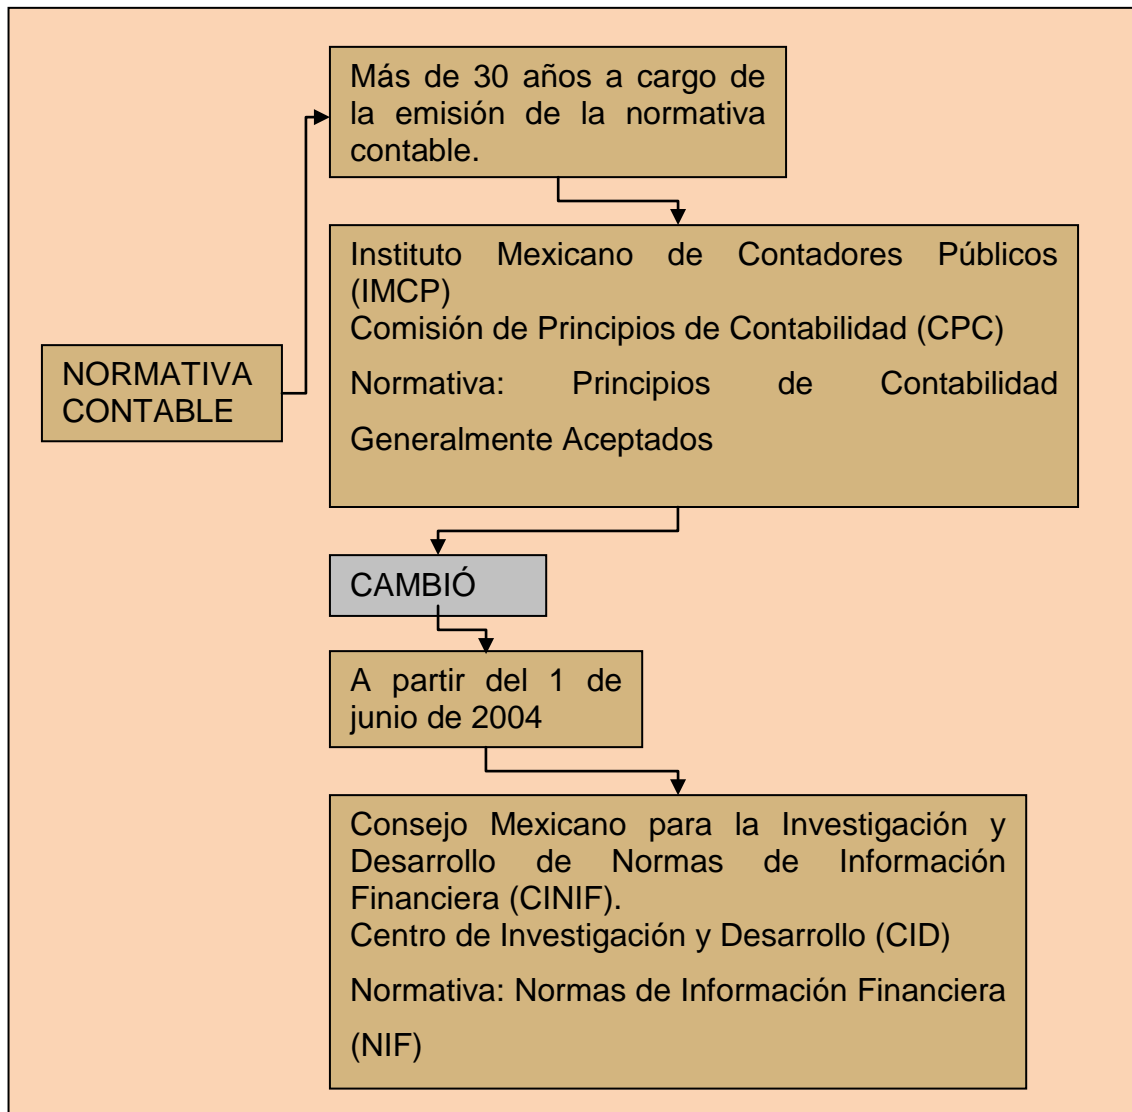 Más de 30 años a cargo de
la emisión de la normativa
contable.
Instituto Mexicano de Contadores Públicos
(IMCP)
Comisión de Principios de Contabilidad (CPC)
Normativa: Principios de Contabilidad
Generalmente Aceptados
NORMATIVA
CONTABLE
CAMBIÓ
A partir del 1 de
junio de 2004
Consejo Mexicano para la Investigación y
Desarrollo de Normas de Información
Financiera (CINIF).
Centro de Investigación y Desarrollo (CID)
Normativa: Normas de Información Financiera
(NIF)